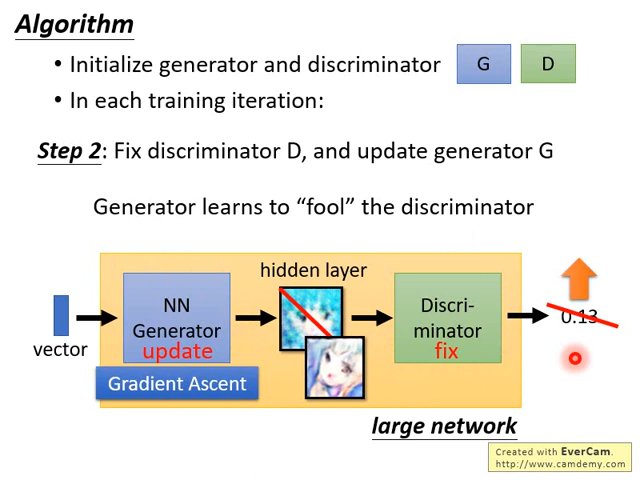 Algorithm
• Initialize generator and discriminator G D
• In each training iteration:
Step 2: Fix discriminator D, and update generator G
Generator learns to “fool” the discriminator
hidden layer
NN
Generator
update
Discri-
minator
fix
0.13
vector
Gradient Ascent
large network
Created with EverCam.
http://www.camdemy.com